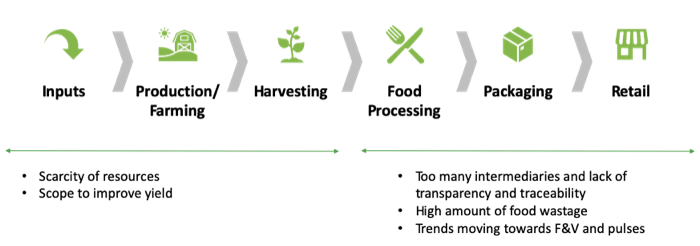 Inputs
Production/
Farming
Harvesting
Food
Processing
Packaging
Retail
• Scarcity of resources
• Scope to improve yield
• Too many intermediaries and lack of
transparency and traceability
• High amount of food wastage
• Trends moving towards F&V and pulses